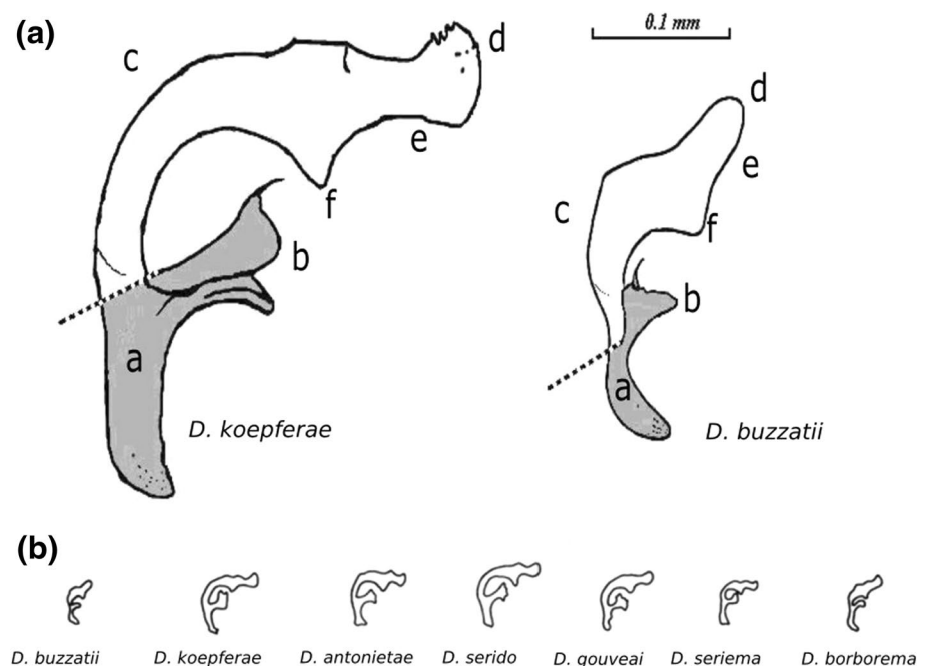 (a)
0.1 mm
c
d
e
f
b
a
D. koepferae
d
e
c
f
b
a
D. buzzatii
(b)
D. buzzatii D. koepferae D. antonietae D. serido D. gouveai D. seriema D. borborema